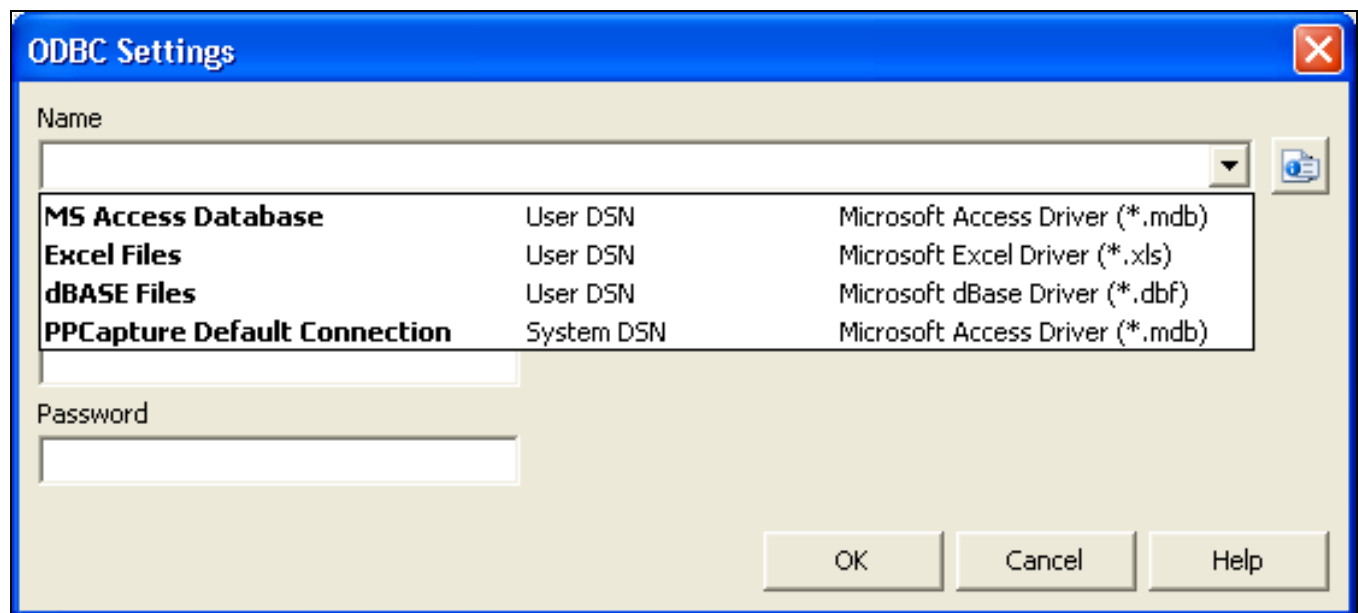 ODBC Settings
Name
MS Access Database User DSN Microsoft Access Driver (*.mdb)
Excel Files User DSN Microsoft Excel Driver (*.xls)
dBASE Files User DSN Microsoft dBase Driver (*.dbf)
PPCapture Default Connection System DSN Microsoft Access Driver (*.mdb)
Password
OK Cancel Help